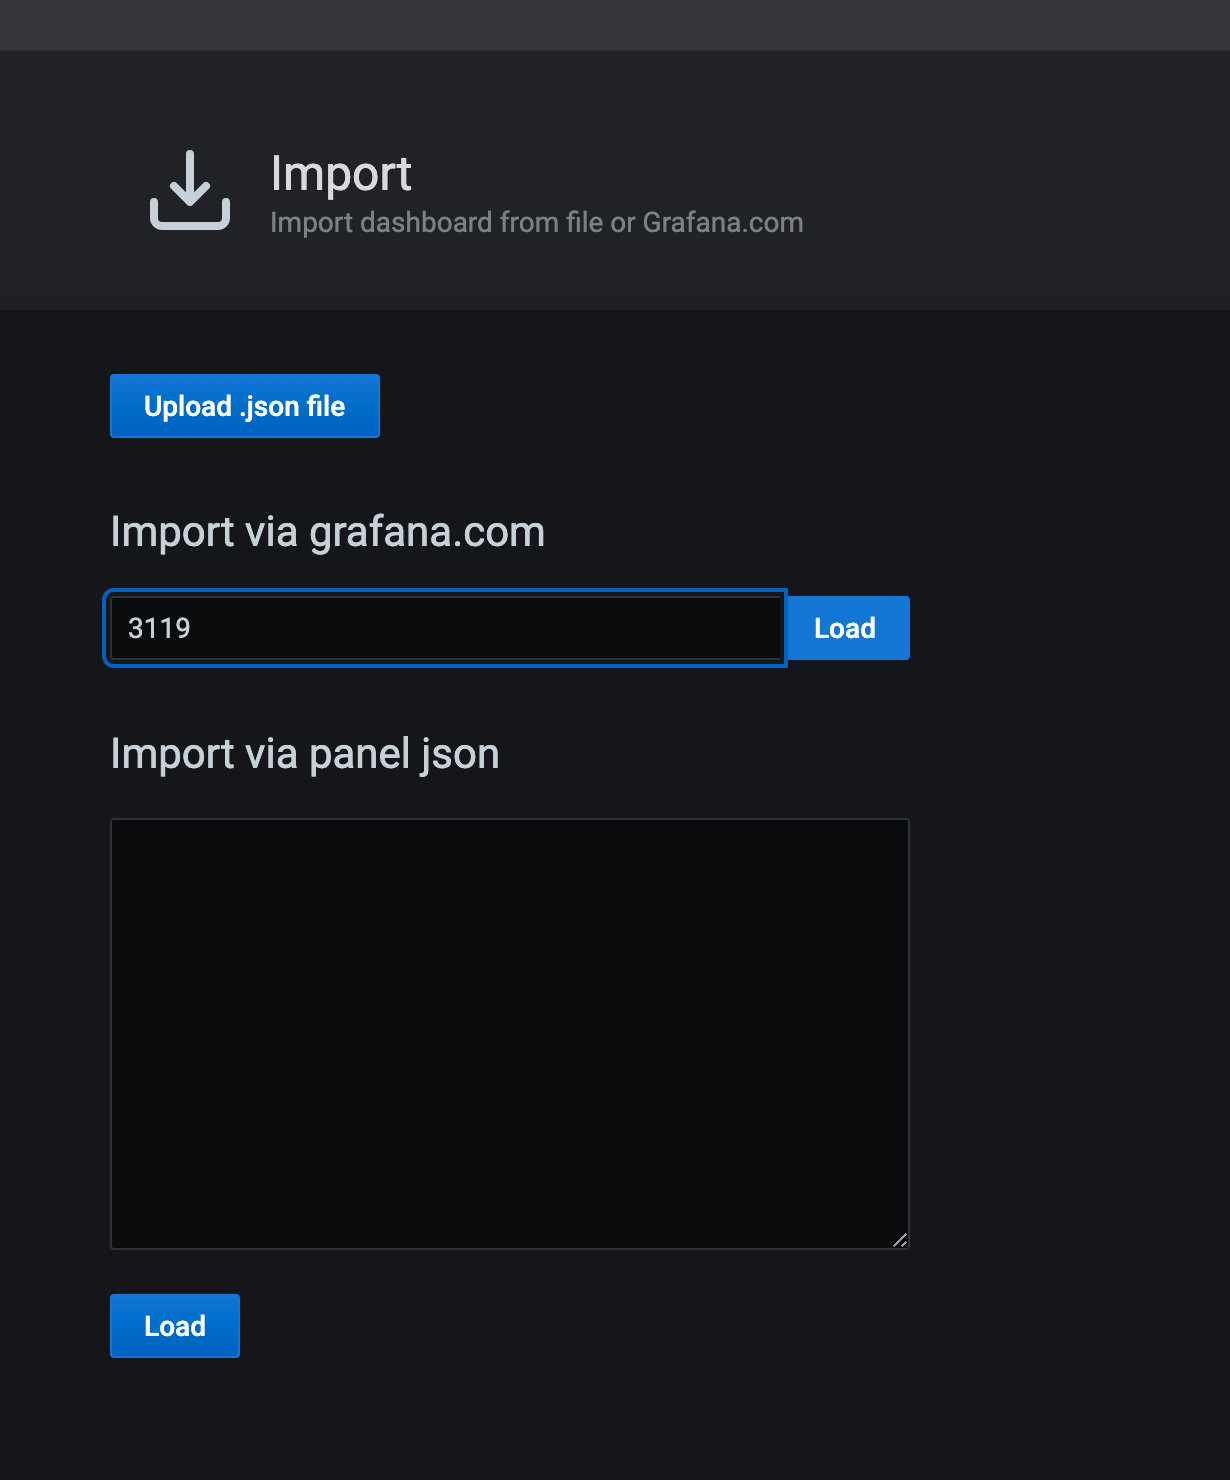 Import
Import dashboard from file or Grafana.com
Upload .json file
Import via grafana.com
3119
Load
Import via panel json
Load